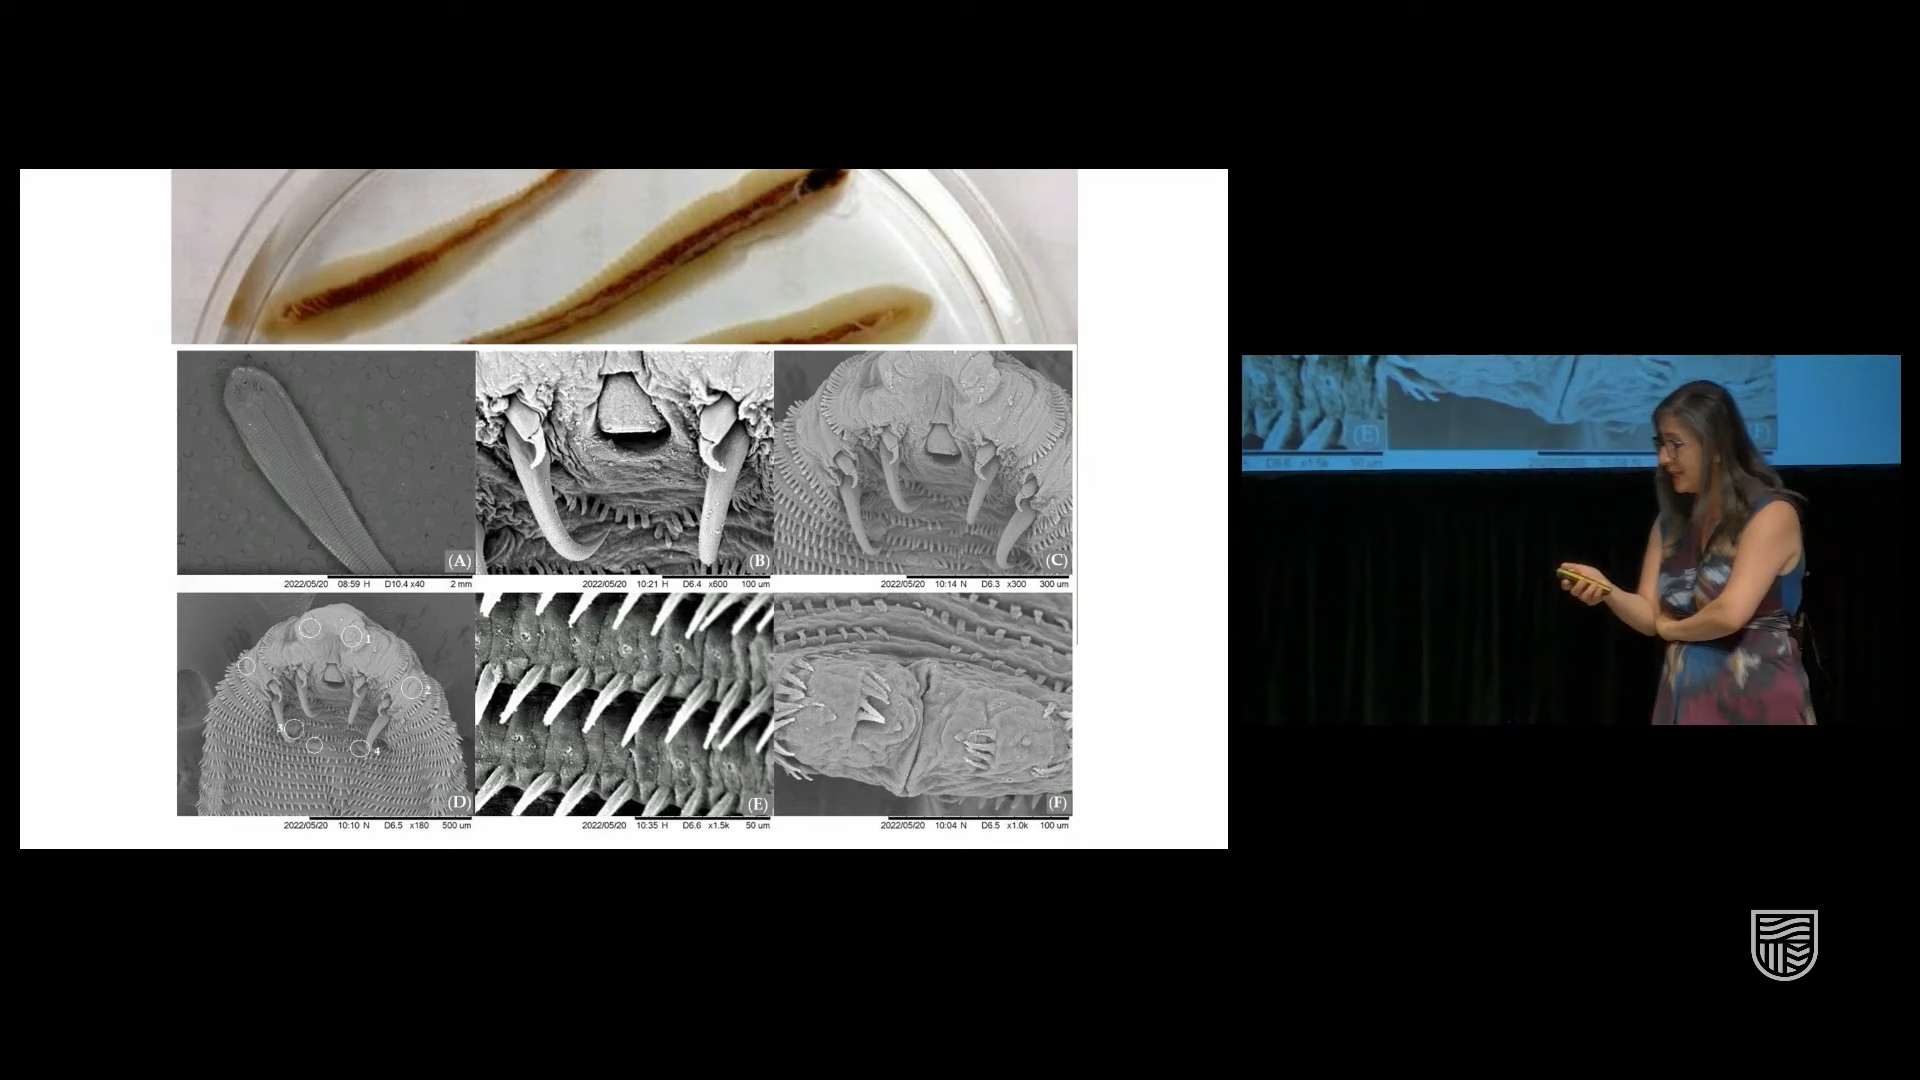 (A)
(B)
(C)
2022/05/20 08:59 H D10.4 x40 2 mm
2022/05/20 10:21 H D6.4 x600 100 um
2022/05/20 10:14 N D6.3 x300 300 um
1
2
3
4
(D)
(E)
(F)
2022/05/20 10:10 N D6.5 x180 500 um
2022/05/20 10:35 H D6.6 x1.5k 50 um
2022/05/20 10:04 N D6.5 x1.0k 100 um
(E)